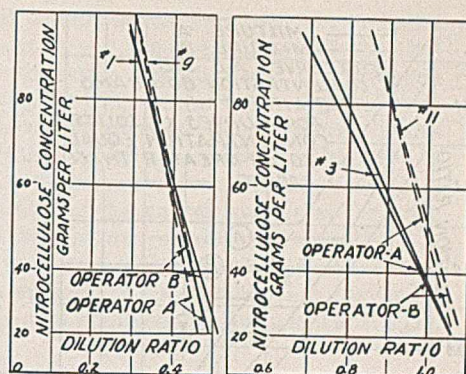 NITROCELLULOSE CONCENTRATION
GRAMS PER LITER
80
60
40
20
#1
#9
OPERATOR B
OPERATOR A
DILUTION RATIO
0
0.2
0.4
NITROCELLULOSE CONCENTRATION
GRAMS PER LITER
80
60
40
20
#3
#11
OPERATOR-A
OPERATOR-B
DILUTION RATIO
0.6
0.8
1.0